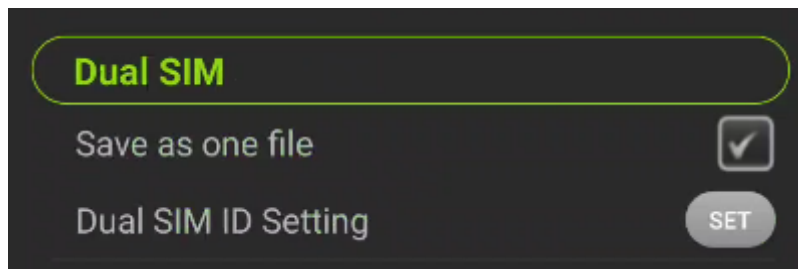 Dual SIM
Save as one file
Dual SIM ID Setting SET